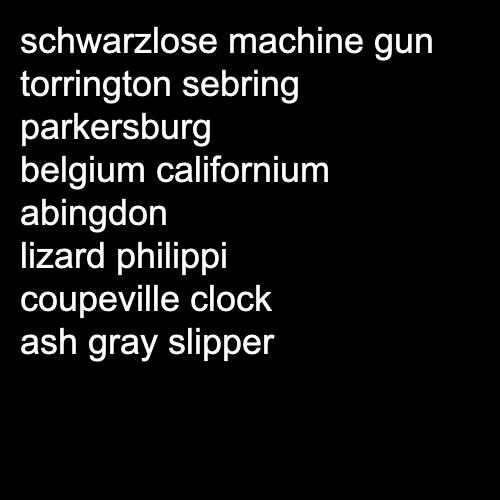 schwarzlose machine gun
torrington sebring
parkersburg
belgium californium
abingdon
lizard philippi
coupeville clock
ash gray slipper